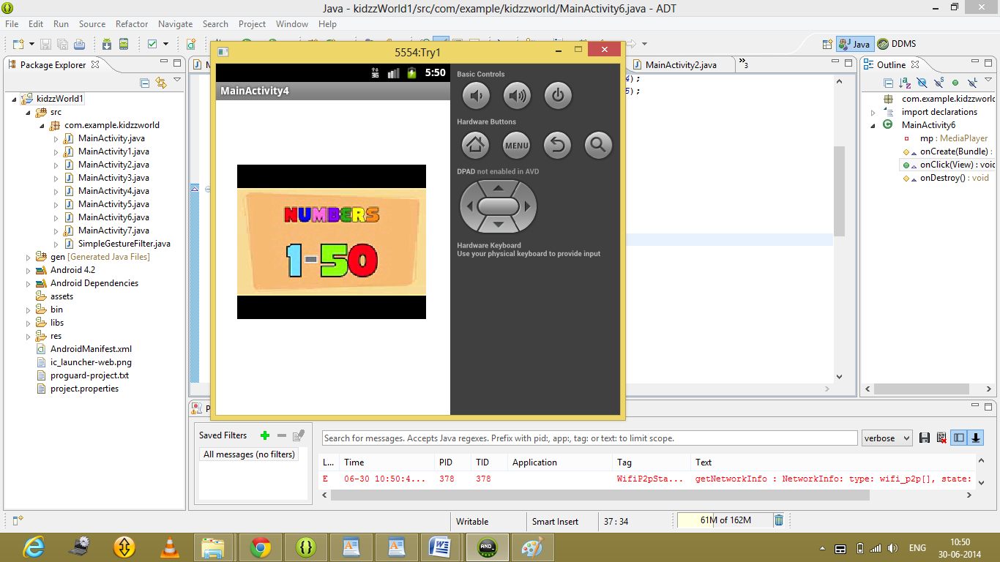 Java - kidzzWorld1/src/com/example/kidzzworld/MainActivity6.java - ADT
File Edit Run Source Refactor Navigate Search Project Window Help
Java DDMS
Package Explorer
kidzzWorld1
src
com.example.kidzzworld
MainActivity.java
MainActivity1.java
MainActivity2.java
MainActivity3.java
MainActivity4.java
MainActivity5.java
MainActivity6.java
MainActivity7.java
SimpleGestureFilter.java
gen [Generated Java Files]
Android 4.2
Android Dependencies
assets
bin
libs
res
AndroidManifest.xml
ic_launcher-web.png
proguard-project.txt
project.properties
5554:Try1
3G 5:50
MainActivity4
NUMBERS
1-50
Basic Controls
Hardware Buttons
MENU
DPAD not enabled in AVD
Hardware Keyboard
Use your physical keyboard to provide input
MainActivity2.java
3
);
5);
Outline
com.example.kidzzworld
import declarations
MainActivity6
mp : MediaPlayer
onCreate(Bundle) :
onClick(View) : void
onDestroy() : void
Saved Filters
All messages (no filters)
Search for messages. Accepts Java regexes. Prefix with pid:, app:, tag: or text: to limit scope.
verbose
L... Time PID TID Application Tag Text
E 06-30 10:50:4... 378 378 WifiP2pSta... getNetworkInfo : NetworkInfo: type: wifi_p2p[], state:
Writable Smart Insert 37 : 34 61M of 162M
AND_
ENG
10:50
30-06-2014